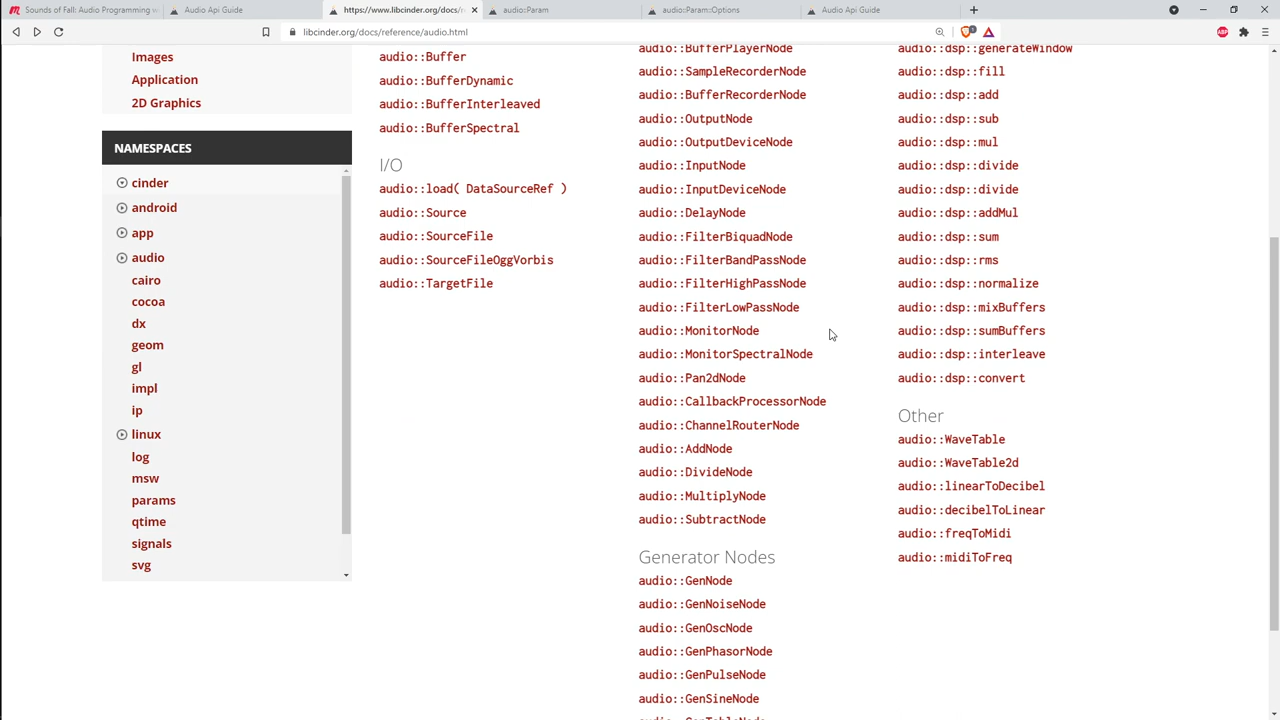 Sounds of Fall: Audio Programming w
Audio Api Guide
https://www.libcinder.org/docs/re
audio::Param
audio::Param::Options
Audio Api Guide
libcinder.org/docs/reference/audio.html
Images
Application
2D Graphics
NAMESPACES
cinder
android
app
audio
cairo
cocoa
dx
geom
gl
impl
ip
linux
log
msw
params
qtime
signals
svg
audio::Buffer
audio::BufferDynamic
audio::BufferInterleaved
audio::BufferSpectral
I/O
audio::load( DataSourceRef )
audio::Source
audio::SourceFile
audio::SourceFileOggVorbis
audio::TargetFile
audio::BufferPlayerNode
audio::SampleRecorderNode
audio::BufferRecorderNode
audio::OutputNode
audio::OutputDeviceNode
audio::InputNode
audio::InputDeviceNode
audio::DelayNode
audio::FilterBiquadNode
audio::FilterBandPassNode
audio::FilterHighPassNode
audio::FilterLowPassNode
audio::MonitorNode
audio::MonitorSpectralNode
audio::Pan2dNode
audio::CallbackProcessorNode
audio::ChannelRouterNode
audio::AddNode
audio::DivideNode
audio::MultiplyNode
audio::SubtractNode
Generator Nodes
audio::GenNode
audio::GenNoiseNode
audio::GenOscNode
audio::GenPhasorNode
audio::GenPulseNode
audio::GenSineNode
audio::GenTableNode
audio::dsp::generateWindow
audio::dsp::fill
audio::dsp::add
audio::dsp::sub
audio::dsp::mul
audio::dsp::divide
audio::dsp::divide
audio::dsp::addMul
audio::dsp::sum
audio::dsp::rms
audio::dsp::normalize
audio::dsp::mixBuffers
audio::dsp::sumBuffers
audio::dsp::interleave
audio::dsp::convert
Other
audio::WaveTable
audio::WaveTable2d
audio::linearToDecibel
audio::decibelToLinear
audio::freqToMidi
audio::midiToFreq